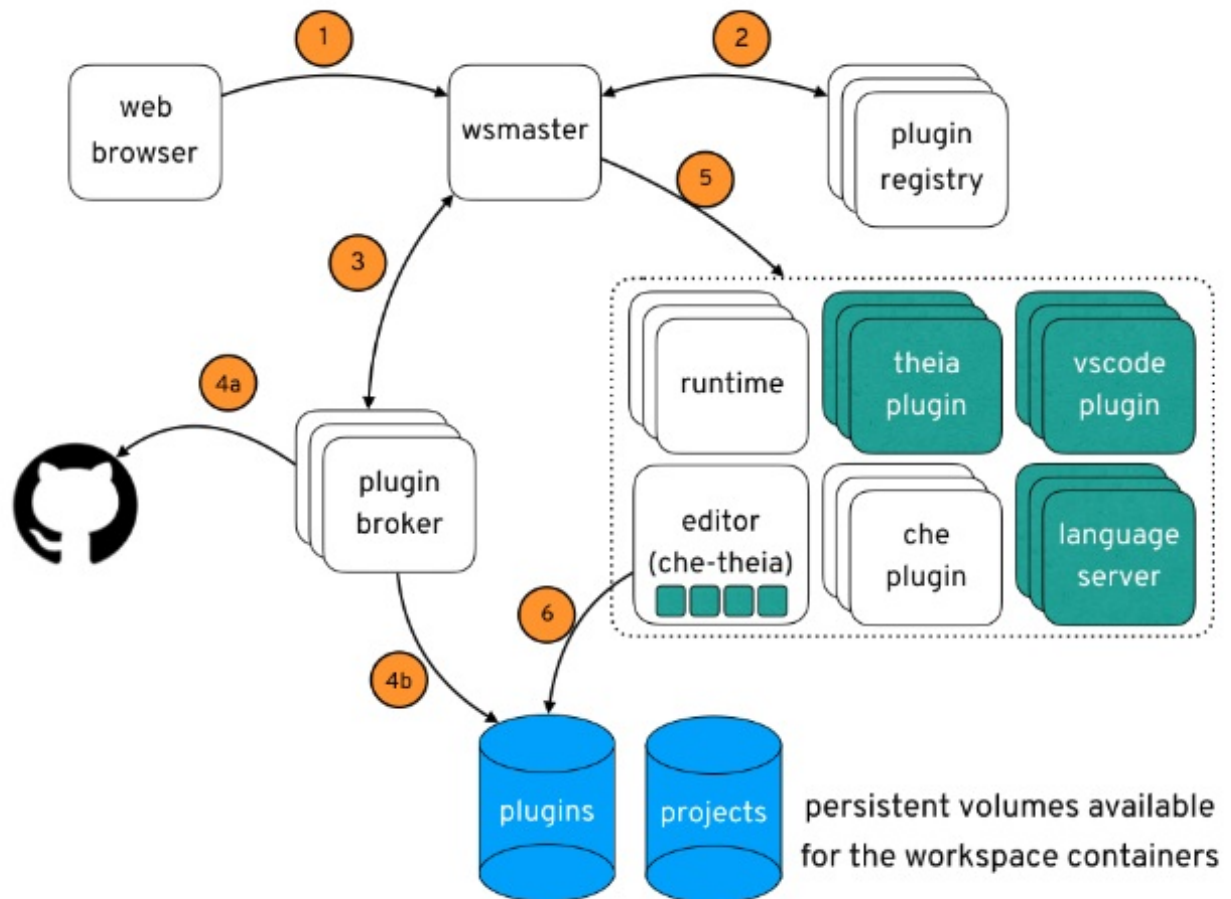 1
2
web
browser
wsmaster
plugin
registry
5
3
runtime
theia
plugin
vscode
plugin
4a
plugin
broker
editor
(che-theia)
che
plugin
language
server
6
4b
plugins
projects
persistent volumes available
for the workspace containers